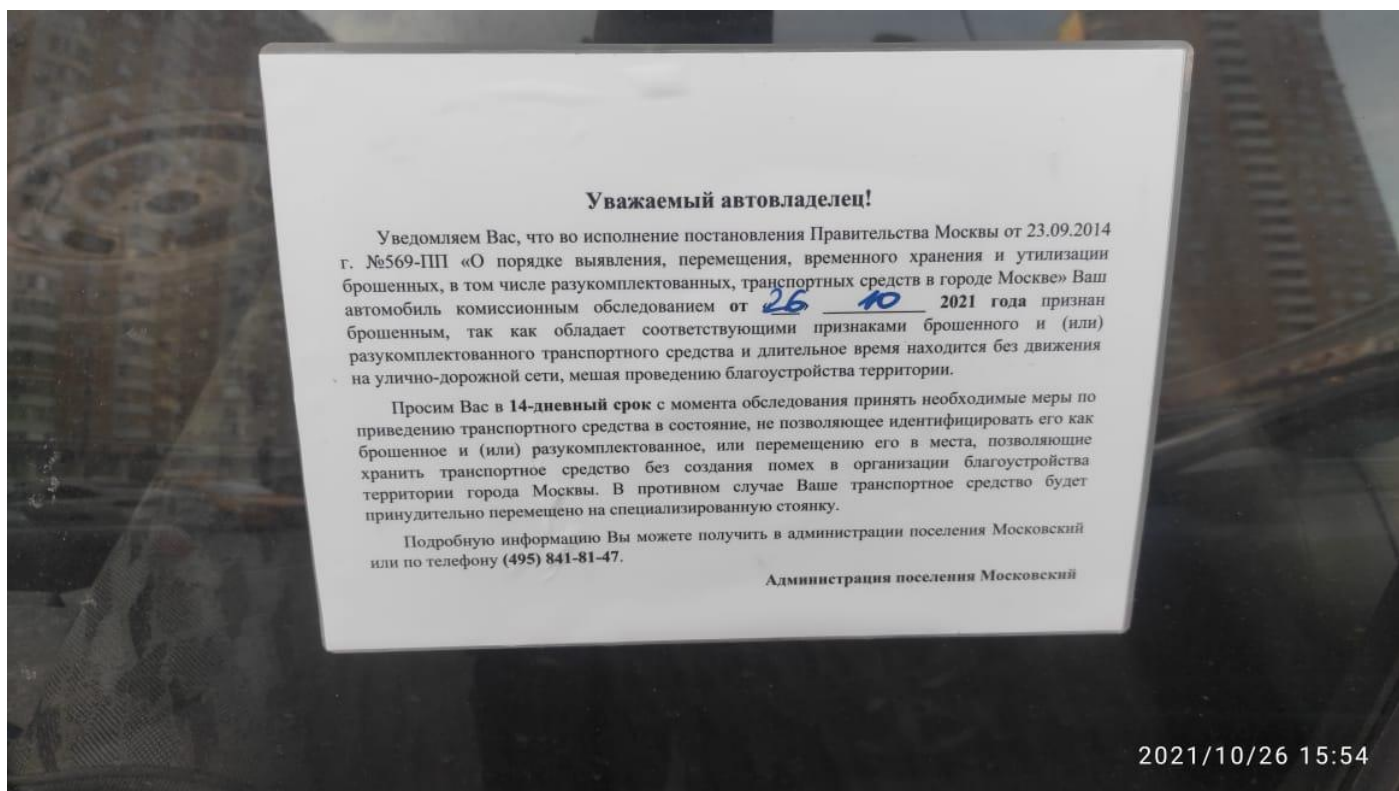 Уважаемый автовладелец!
Уведомляем Вас, что во исполнение постановления Правительства Москвы от 23.09.2014
г. №569-ПП «О порядке выявления, перемещения, временного хранения и утилизации
брошенных, в том числе разукомплектованных, транспортных средств в городе Москве» Ваш
автомобиль комиссионным обследованием от 26 10 2021 года признан
брошенным, так как обладает соответствующими признаками брошенного и (или)
разукомплектованного транспортного средства и длительное время находится без движения
на улично-дорожной сети, мешая проведению благоустройства территории.
Просим Вас в 14-дневный срок с момента обследования принять необходимые меры по
приведению транспортного средства в состояние, не позволяющее идентифицировать его как
брошенное и (или) разукомплектованное, или перемещению его в места, позволяющие
хранить транспортное средство без создания помех в организации благоустройства
территории города Москвы. В противном случае Ваше транспортное средство будет
принудительно перемещено на специализированную стоянку.
Подробную информацию Вы можете получить в администрации поселения Московский
или по телефону (495) 841-81-47.
Администрация поселения Московский
2021/10/26 15:54